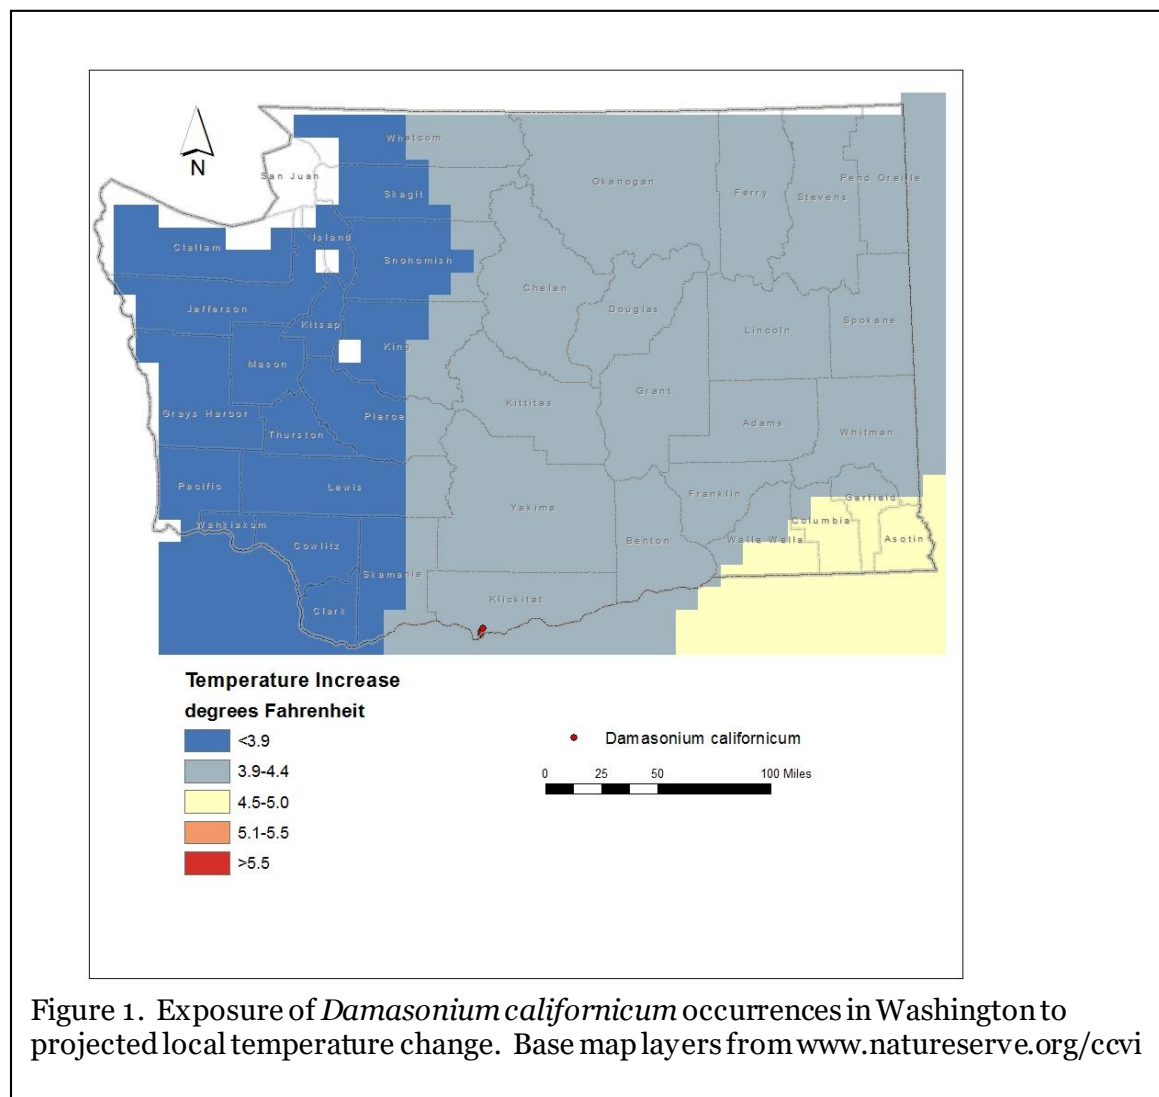 N
Whatcom
San Juan
Skagit
Okanogan
Ferry
Stevens
Pend Oreille
Island
Clallam
Snohomish
Chelan
Jefferson
Douglas
Kitsap
Lincoln
Spokane
King
Mason
Kittitas
Grant
Grays Harbor
Pierce
Thurston
Adams
Whitman
Pacific
Lewis
Yakima
Franklin
Garfield
Wahkiakum
Columbia
Cowlitz
Benton
Walla Walla
Asotin
Skamania
Klickitat
Clark
Temperature Increase
degrees Fahrenheit
<3.9
3.9-4.4
4.5-5.0
5.1-5.5
>5.5
Damasonium californicum
0 25 50 100 Miles
Figure 1. Exposure of Damasonium californicum occurrences in Washington to
projected local temperature change. Base map layers from www.natureserve.org/ccvi